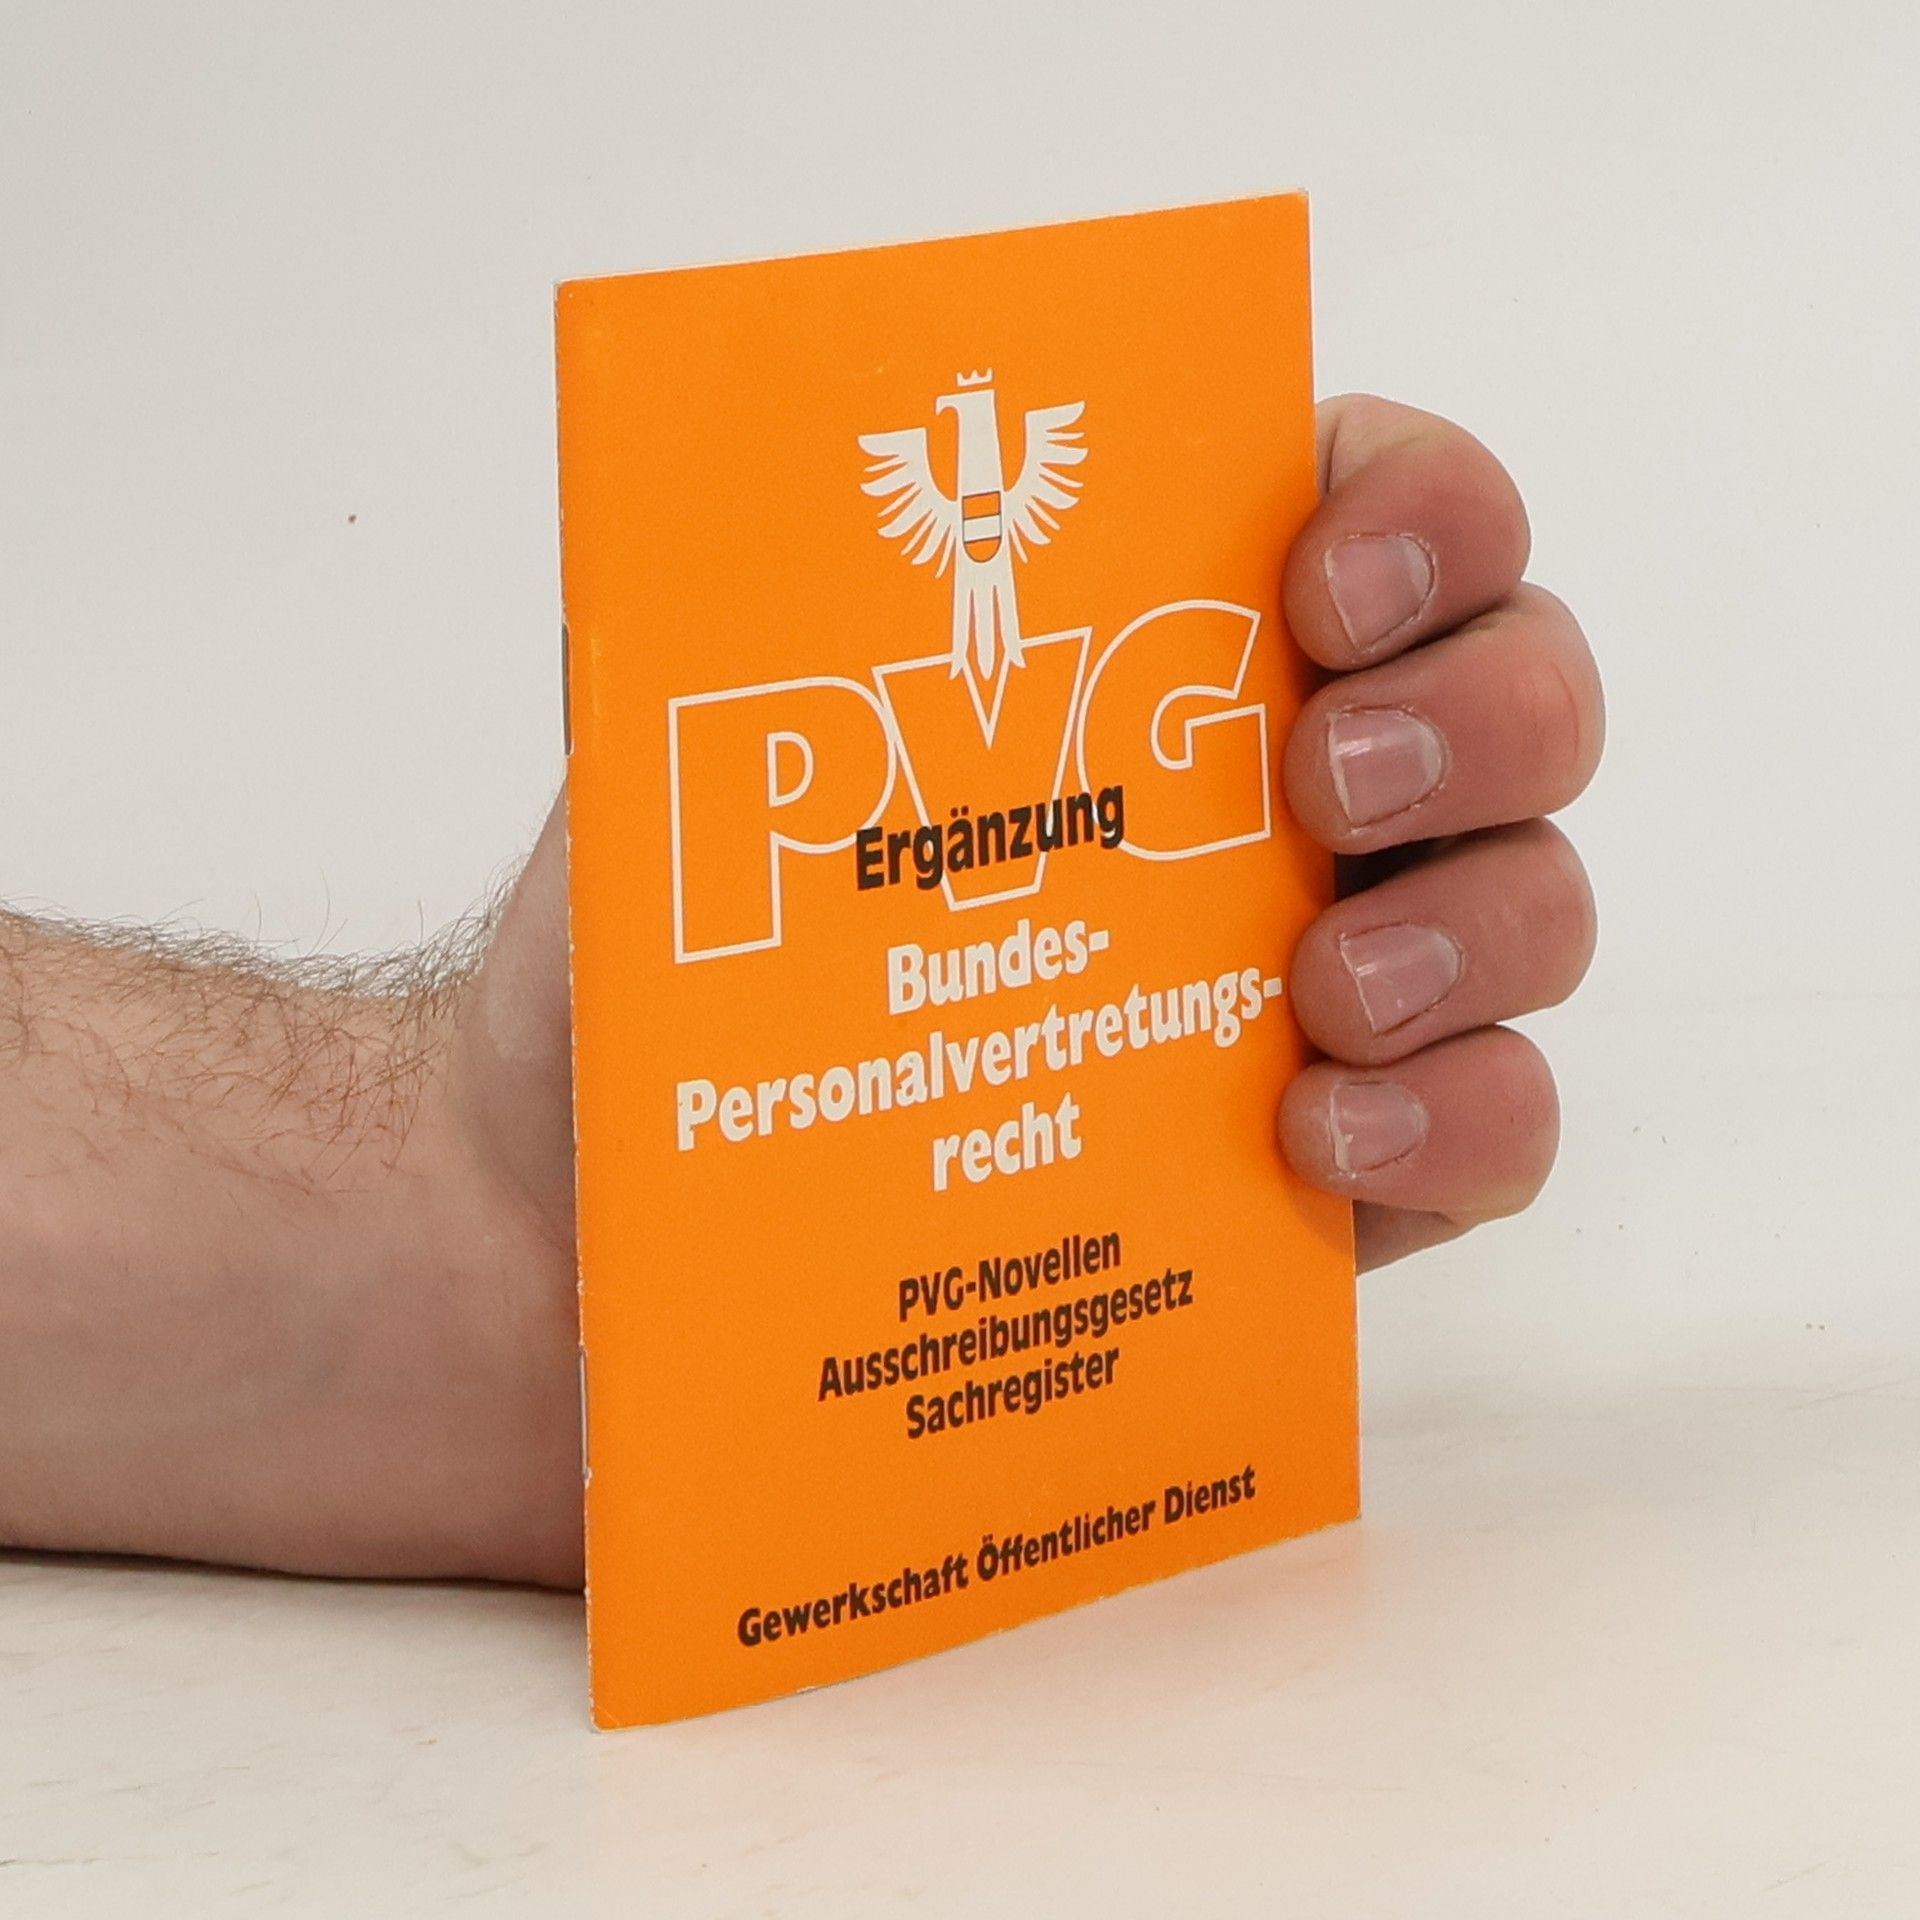 PVG
Ergänzung
Bundes-
Personalvertretungs-
recht
PVG-Novellen
Ausschreibungsgesetz
Sachregister
Gewerkschaft Öffentlicher Dienst